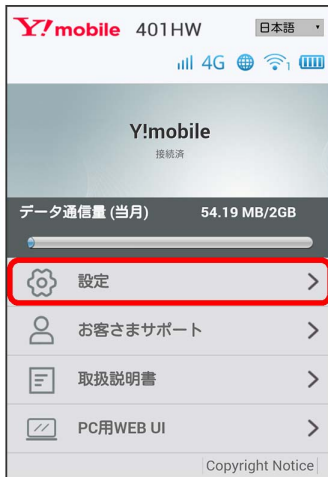 Y!mobile 401HW 日本語
4G 1
Y!mobile
接続済
データ通信量 (当月) 54.19 MB/2GB
設定
お客さまサポート
取扱説明書
PC用WEB UI
Copyright Notice